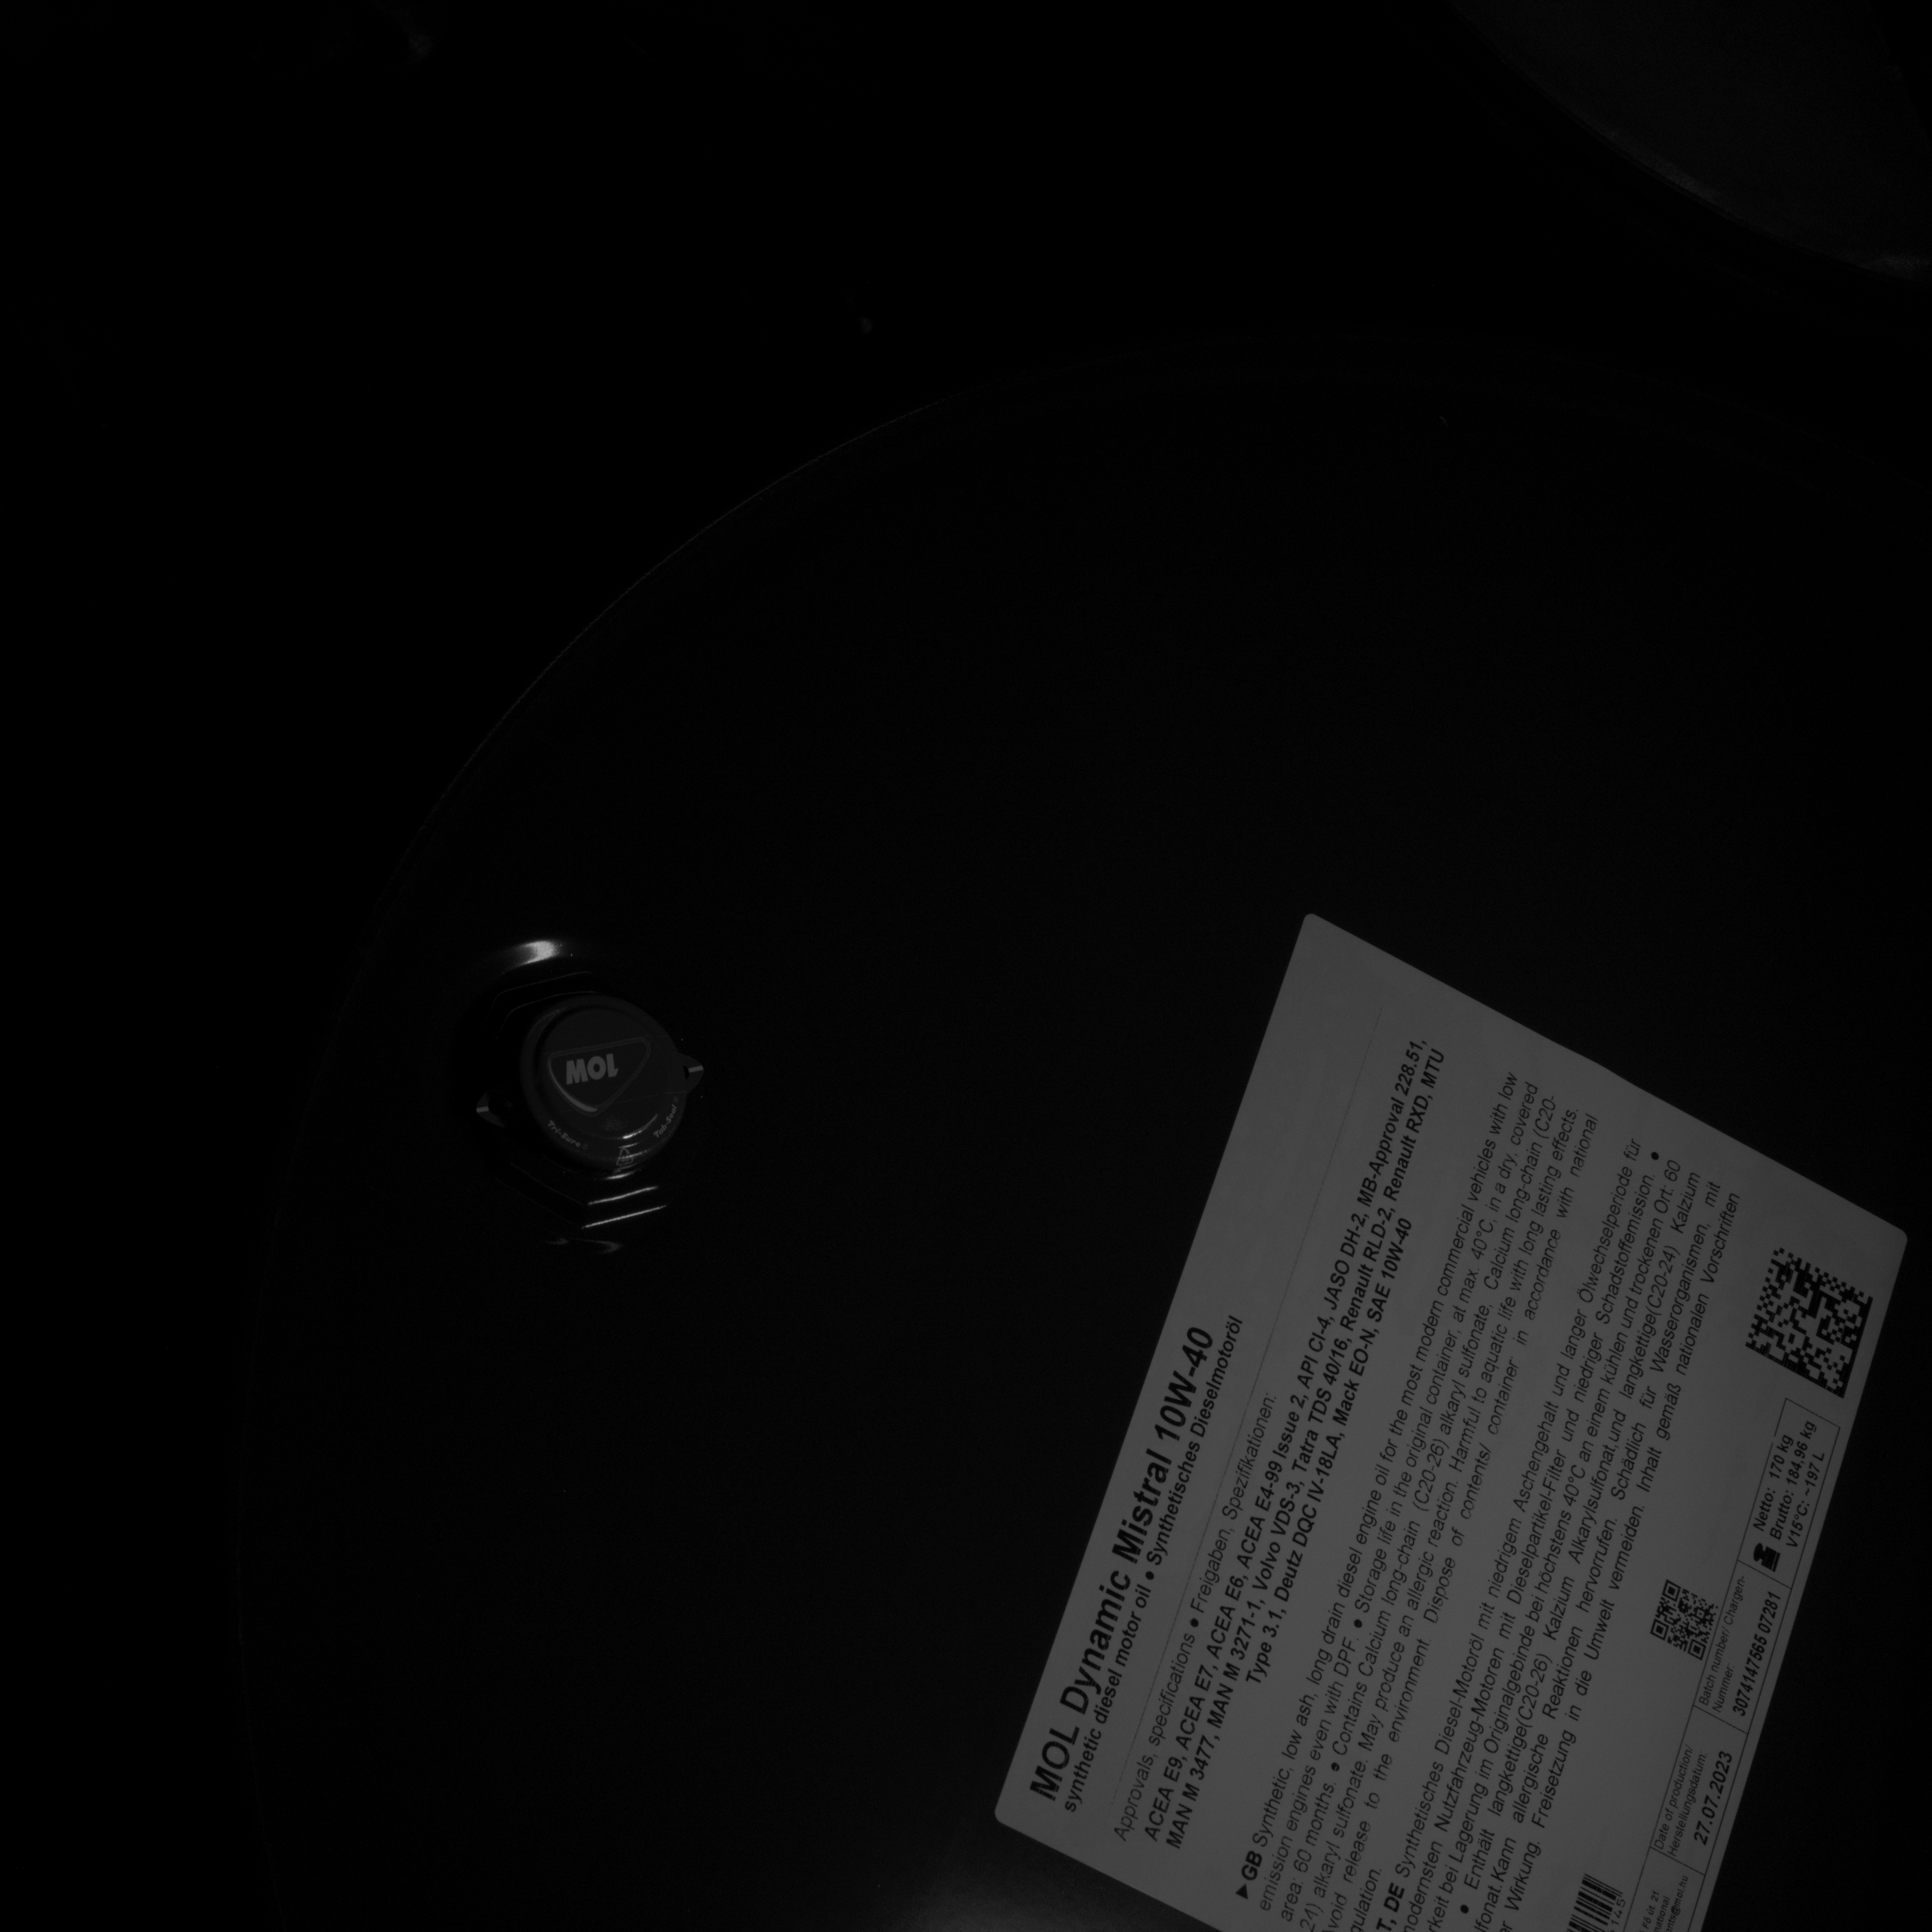 MOL
Tri-Sure
Tab-Seal
MOL Dynamic Mistral 10W-40
synthetic diesel motor oil ● Synthetisches Dieselmotoröl
Approvals, specifications ● Freigaben, Spezifikationen:
ACEA E9, ACEA E7, ACEA E6, ACEA E4-99 Issue 2, API CI-4, JASO DH-2, MB-Approval 228.51,
MAN M 3477, MAN M 3271-1, Volvo VDS-3, Tatra TDS 40/16, Renault RLD-2, Renault RXD, MTU
Type 3.1, Deutz DQC IV-18LA, Mack EO-N, SAE 10W-40
►GB Synthetic, low ash, long drain diesel engine oil for the most modern commercial vehicles with low
emission engines even with DPF. ● Storage life in the original container, at max. 40°C, in a dry, covered
area: 60 months. ● Contains Calcium long-chain (C20-26) alkaryl sulfonate, Calcium long-chain (C20-
24) alkaryl sulfonate. May produce an allergic reaction. Harmful to aquatic life with long lasting effects.
release to the environment. Dispose of contents/ container in accordance with national
T, DE Synthetisches Diesel-Motoröl mit niedrigem Aschengehalt und langer Ölwechselperiode für
modernsten Nutzfahrzeug-Motoren mit Dieselpartikel-Filter und niedriger Schadstoffemission. ●
bei Lagerung im Originalgebinde bei höchstens 40°C an einem kühlen und trockenen Ort: 60
● Enthält langkettige(C20-26) Kalzium Alkarylsulfonat,und langkettige(C20-24) Kalzium
Kann allergische Reaktionen hervorrufen. Schädlich für Wasserorganismen, mit
Wirkung. Freisetzung in die Umwelt vermeiden. Inhalt gemäß nationalen Vorschriften
Date of production/
Herstellungdatum:
27.07.2023
Batch number/ Chargen-
Nummer
307147565 07281
Netto: 170 kg
Brutto: 184,96 kg
V15°C: ~197 L